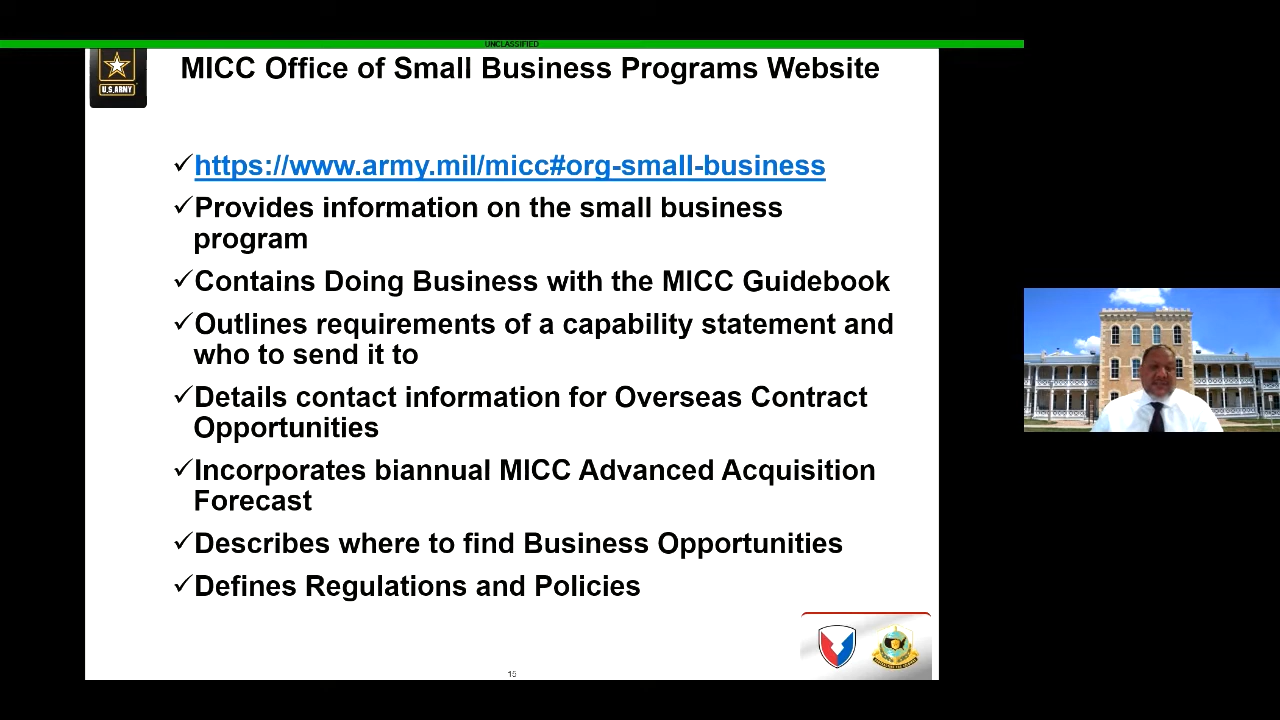 UNCLASSIFIED
U.S.ARMY
MICC Office of Small Business Programs Website
https://www.army.mil/micc#org-small-business
Provides information on the small business
program
Contains Doing Business with the MICC Guidebook
Outlines requirements of a capability statement and
who to send it to
Details contact information for Overseas Contract
Opportunities
Incorporates biannual MICC Advanced Acquisition
Forecast
Describes where to find Business Opportunities
Defines Regulations and Policies
15